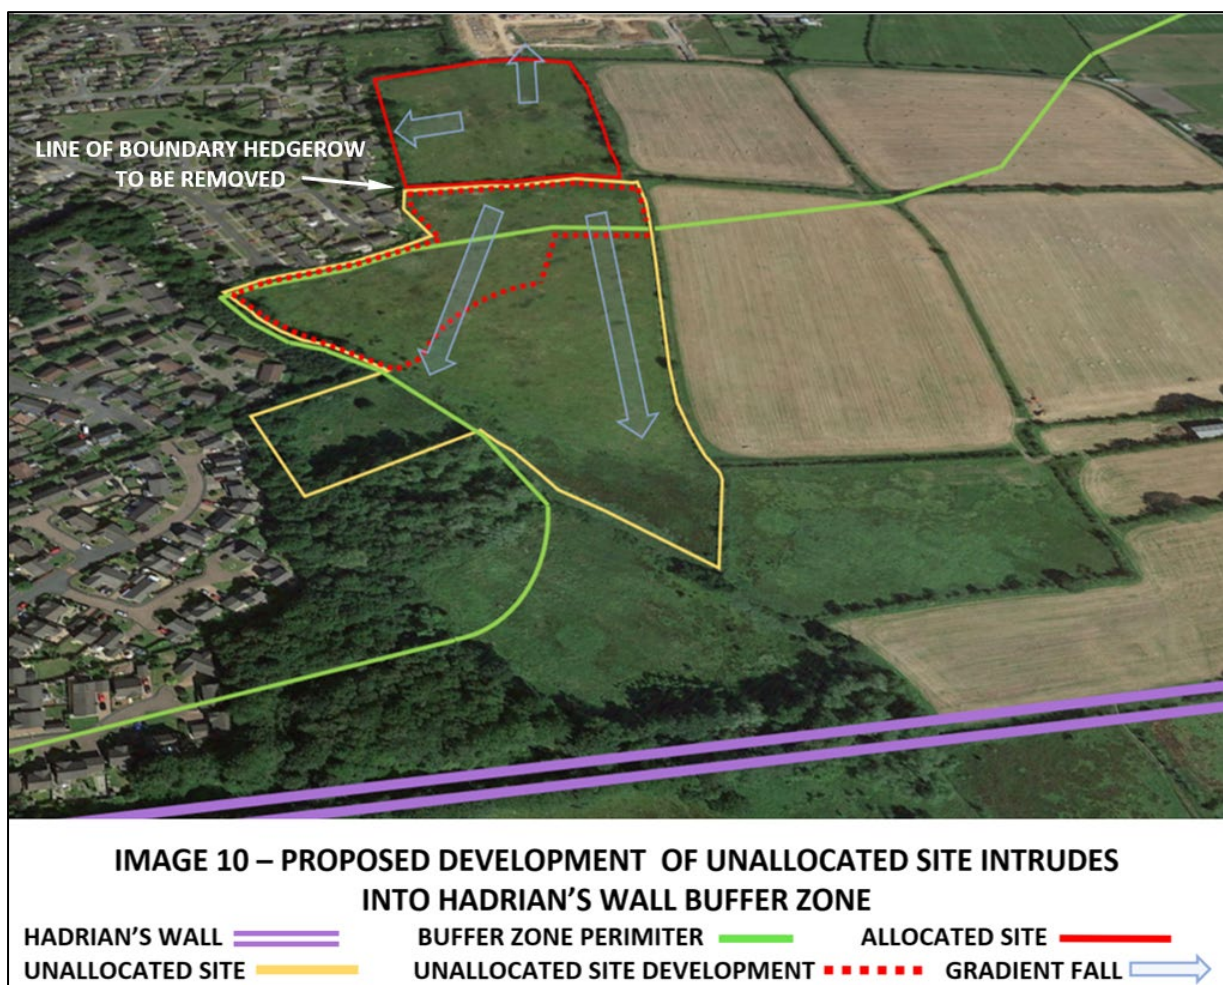 LINE OF BOUNDARY HEDGEROW
TO BE REMOVED
IMAGE 10 – PROPOSED DEVELOPMENT OF UNALLOCATED SITE INTRUDES
INTO HADRIAN'S WALL BUFFER ZONE
HADRIAN'S WALL BUFFER ZONE PERIMITER ALLOCATED SITE
UNALLOCATED SITE UNALLOCATED SITE DEVELOPMENT GRADIENT FALL